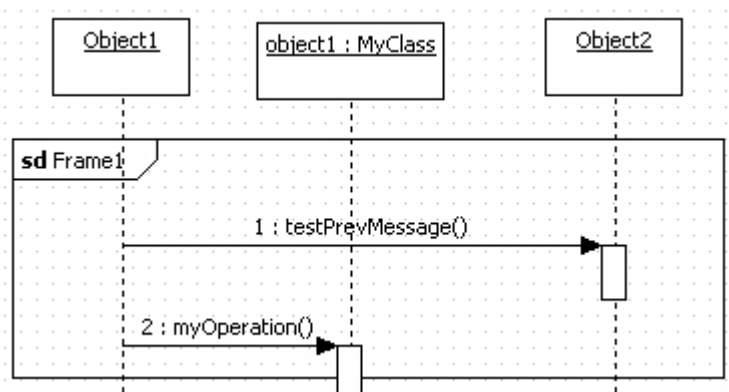 Object1
object1 : MyClass
Object2
sd Frame1
1 : testPrevMessage()
2 : myOperation()